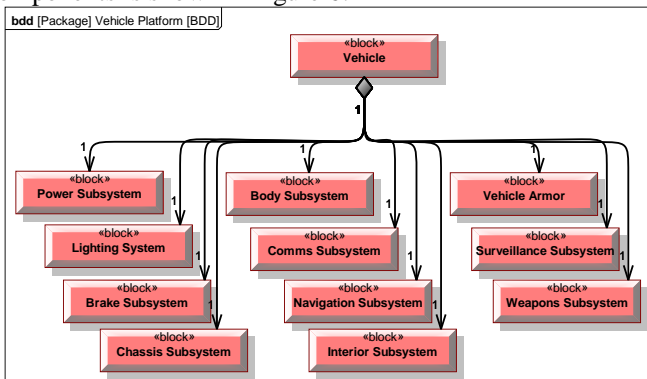 bdd [Package] Vehicle Platform [BDD]
«block»
Vehicle
1
1
1
1
«block»
Power Subsystem
«block»
Body Subsystem
«block»
Vehicle Armor
1
1
1
«block»
Lighting System
«block»
Comms Subsystem
«block»
Surveillance Subsystem
1
1
1
«block»
Brake Subsystem
«block»
Navigation Subsystem
«block»
Weapons Subsystem
1
1
«block»
Chassis Subsystem
«block»
Interior Subsystem